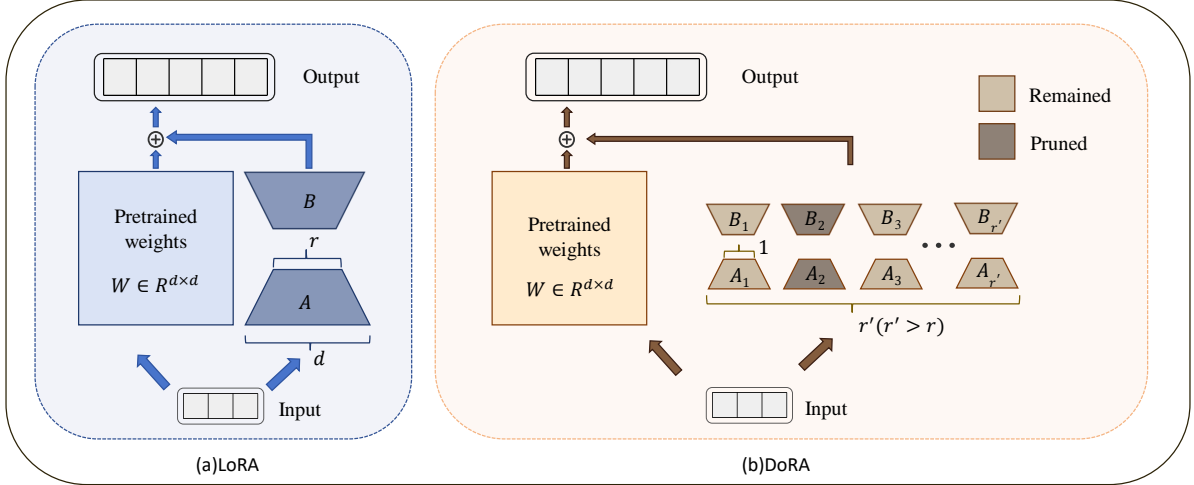 Output
Pretrained
weights
W ∈ R^{d×d}
B
r
A
d
Input
(a)LoRA
Output
Remained
Pruned
Pretrained
weights
W ∈ R^{d×d}
B_1 B_2 B_3 ... B_{r'}
1
A_1 A_2 A_3 A_{r'}
r'(r' > r)
Input
(b)DoRA